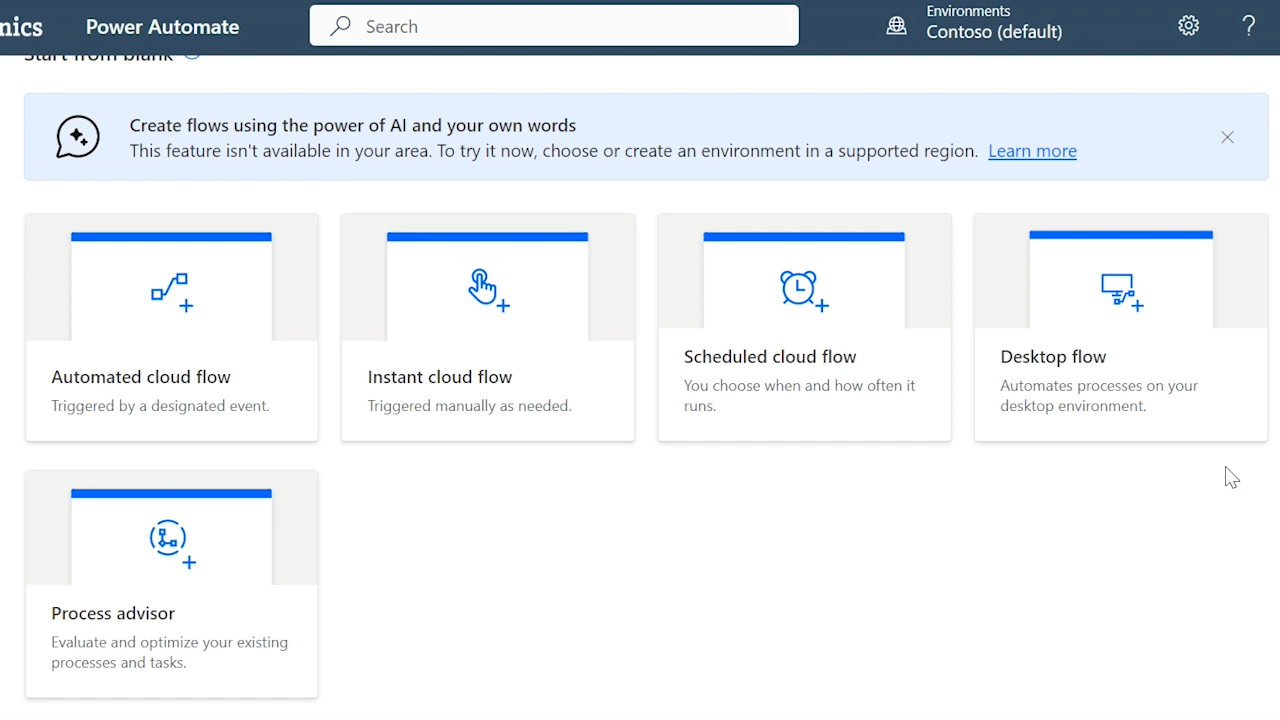 nics
Power Automate
Search
Environments
Contoso (default)
?
Start from blank
Create flows using the power of AI and your own words
This feature isn't available in your area. To try it now, choose or create an environment in a supported region. Learn more
Automated cloud flow
Triggered by a designated event.
Instant cloud flow
Triggered manually as needed.
Scheduled cloud flow
You choose when and how often it
runs.
Desktop flow
Automates processes on your
desktop environment.
Process advisor
Evaluate and optimize your existing
processes and tasks.